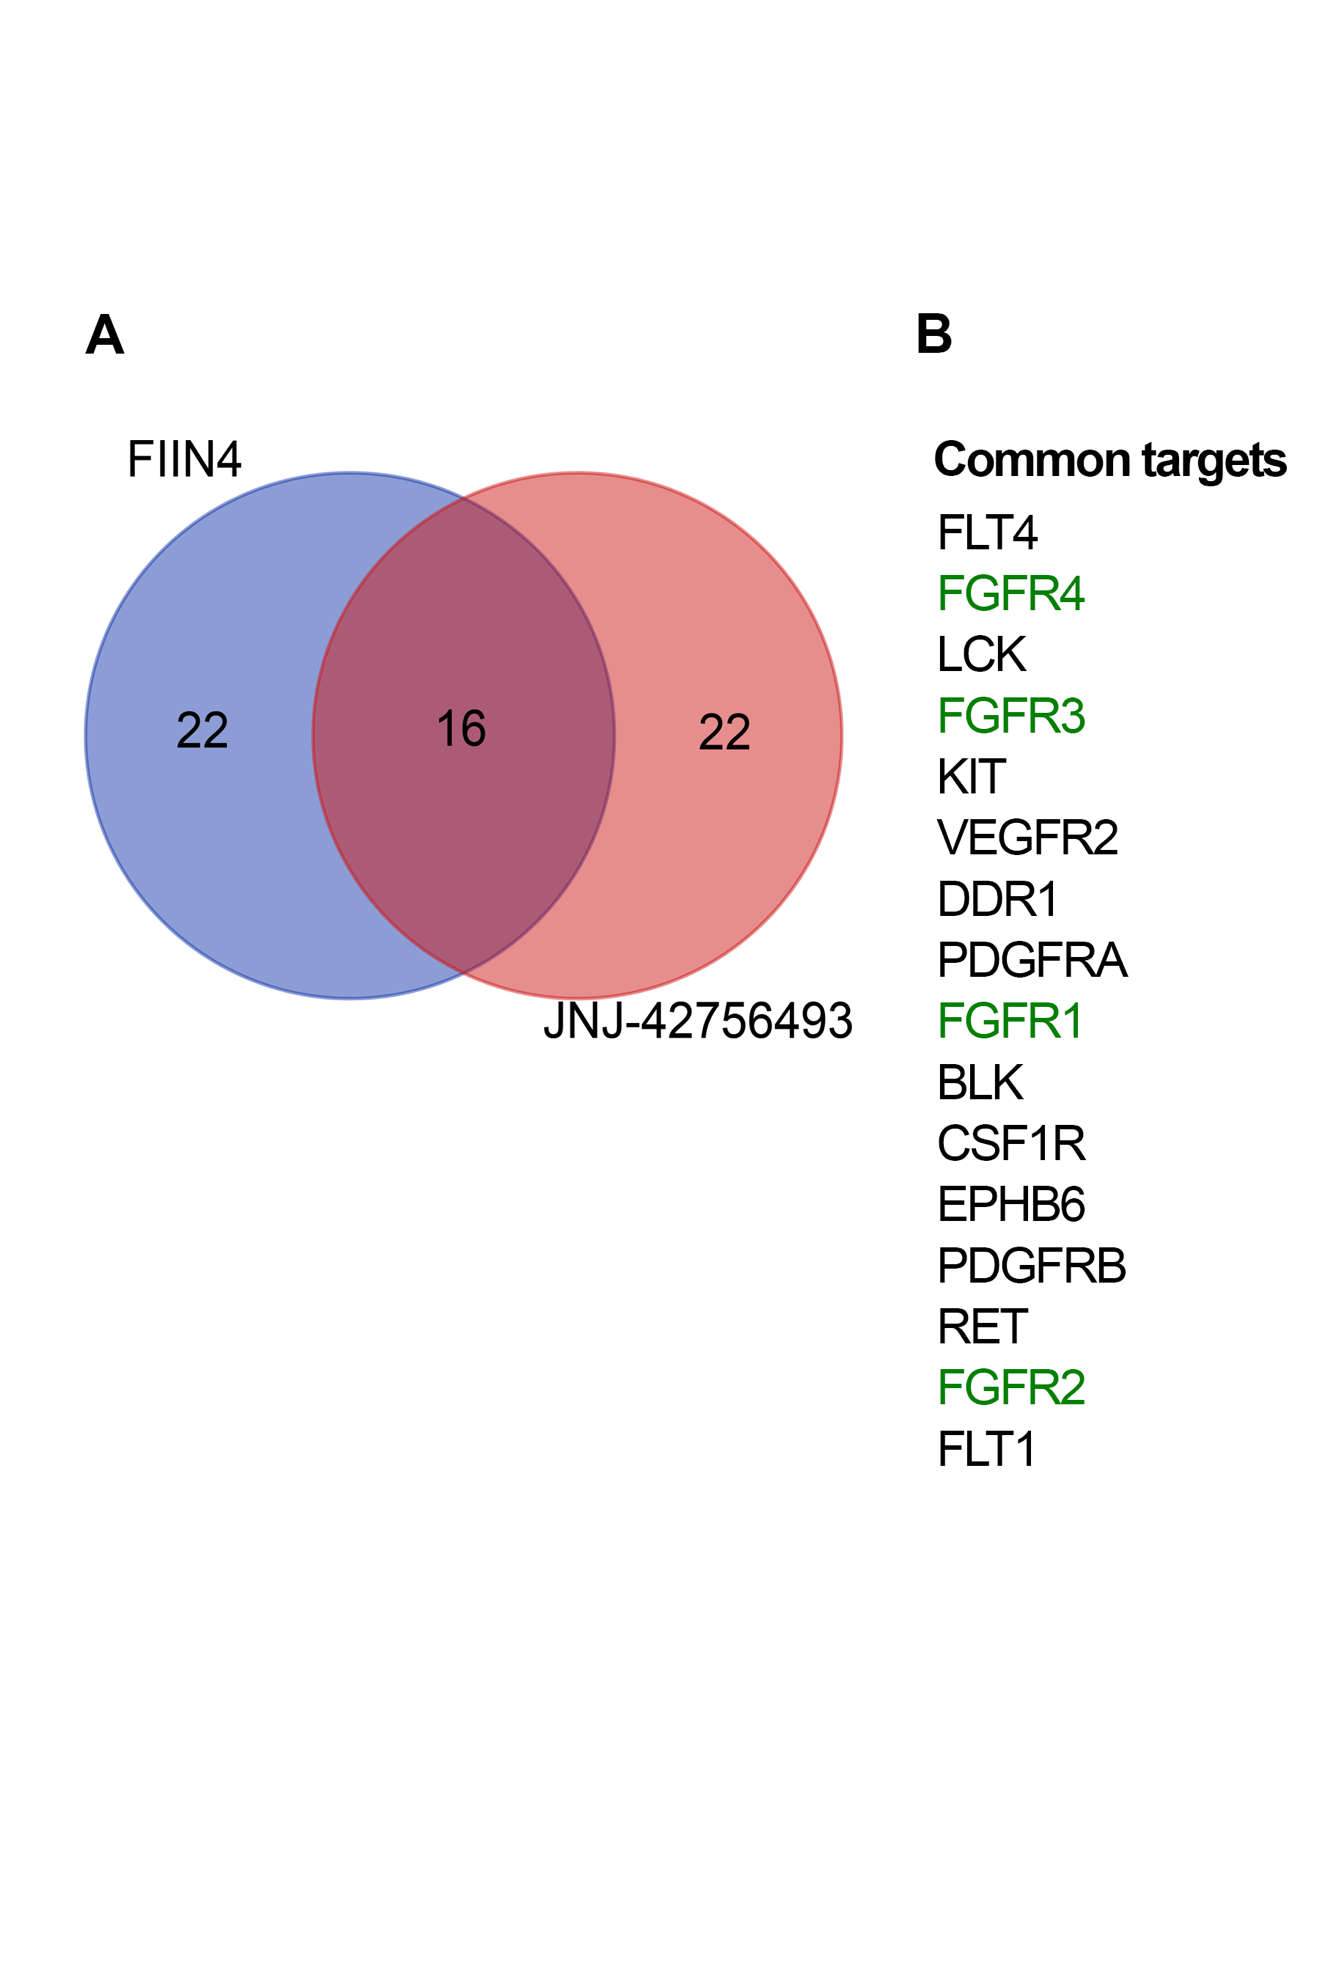 A
B
FIIN4
22
16
22
JNJ-42756493
Common targets
FLT4
FGFR4
LCK
FGFR3
KIT
VEGFR2
DDR1
PDGFRA
FGFR1
BLK
CSF1R
EPHB6
PDGFRB
RET
FGFR2
FLT1